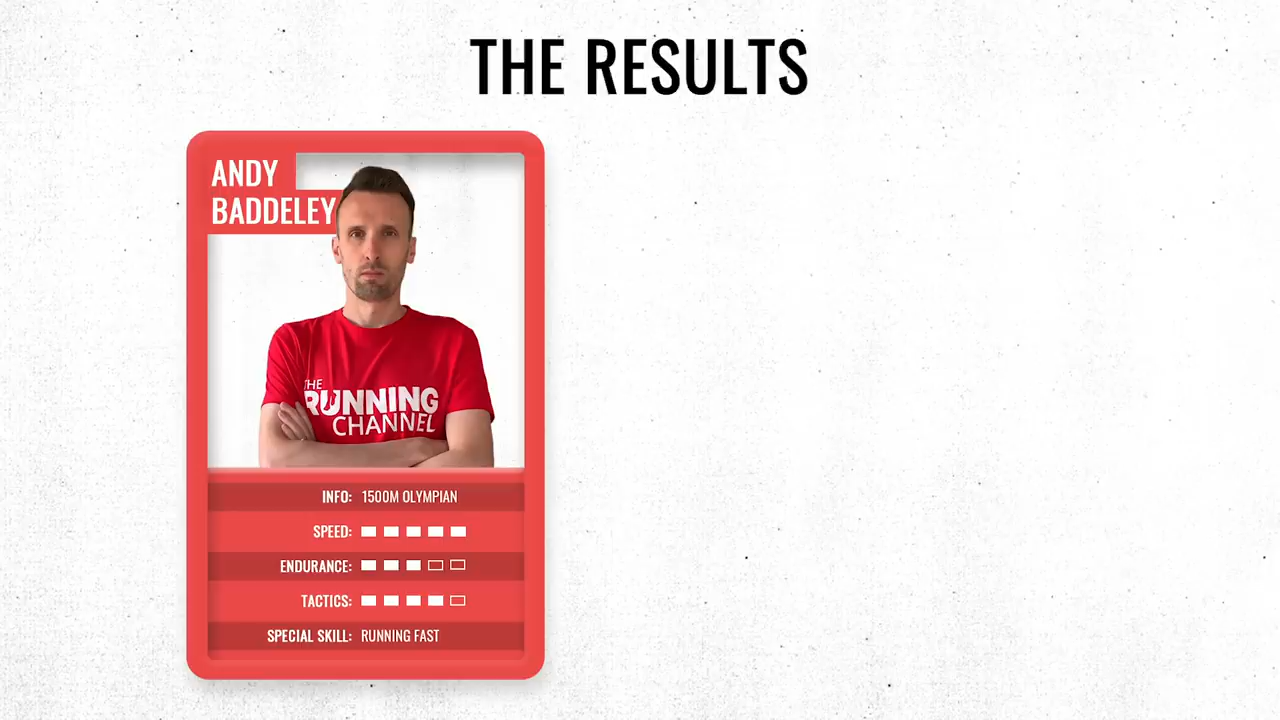 THE RESULTS
ANDY
BADDELEY
THE
RUNNING
CHANNEL
INFO: 1500M OLYMPIAN
SPEED:
ENDURANCE:
TACTICS:
SPECIAL SKILL: RUNNING FAST